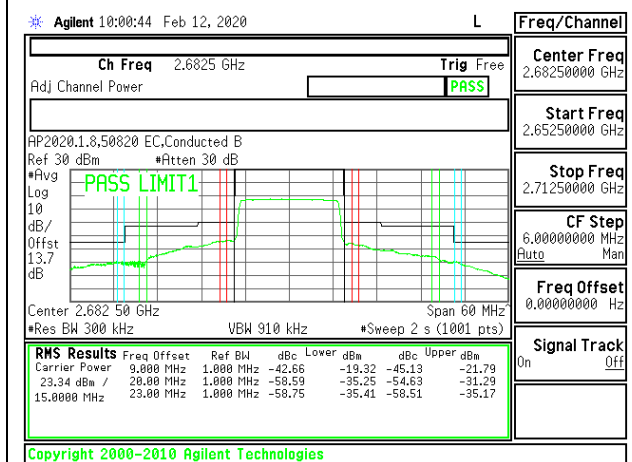 Agilent 10:00:44 Feb 12, 2020 L
Freq/Channel
Ch Freq 2.6825 GHz Trig Free
Adj Channel Power PASS
AP2020.1.8,50820 EC,Conducted B
Ref 30 dBm #Atten 30 dB
#Avg
Log
10
dB/
Offst
13.7
dB
PASS LIMIT1
Center 2.682 50 GHz Span 60 MHz
#Res BW 300 kHz VBW 910 kHz #Sweep 2 s (1001 pts)
RMS Results Freq Offset Ref BW dBc Lower dBm dBc Upper dBm
Carrier Power 9.000 MHz 1.000 MHz -42.66 -19.32 -45.13 -21.79
23.34 dBm / 20.00 MHz 1.000 MHz -58.59 -35.25 -54.63 -31.29
15.0000 MHz 23.00 MHz 1.000 MHz -58.75 -35.41 -58.51 -35.17
Copyright 2000-2010 Agilent Technologies
Center Freq
2.68250000 GHz
Start Freq
2.65250000 GHz
Stop Freq
2.71250000 GHz
CF Step
6.00000000 MHz
Auto Man
Freq Offset
0.00000000 Hz
Signal Track
On Off